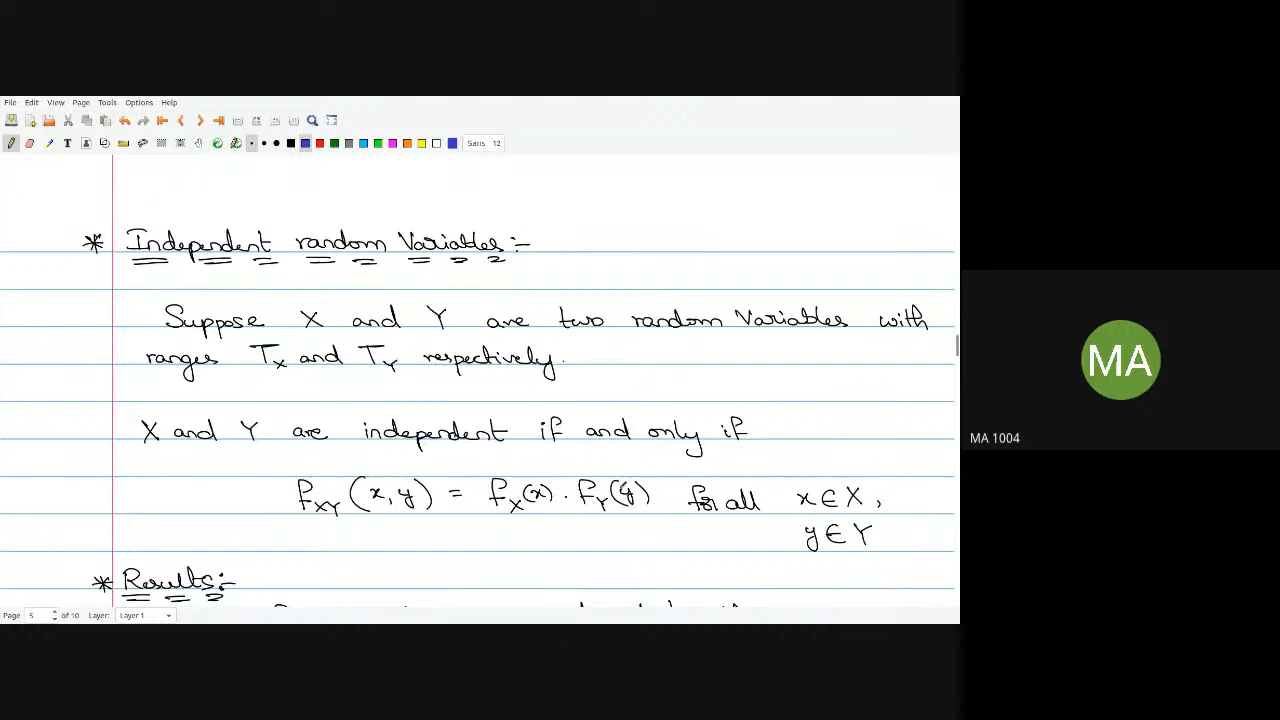 File Edit View Page Tools Options Help
Sans 12
* Independent random Variables:-
Suppose X and Y are two random Variables with
ranges T_X and T_Y respectively.
X and Y are independent if and only if
f_XY (x, y) = f_X(x) . f_Y(y) for all x ∈ X,
y ∈ Y
* Results:-
Page 5 of 10 Layer: Layer 1
MA
MA 1004